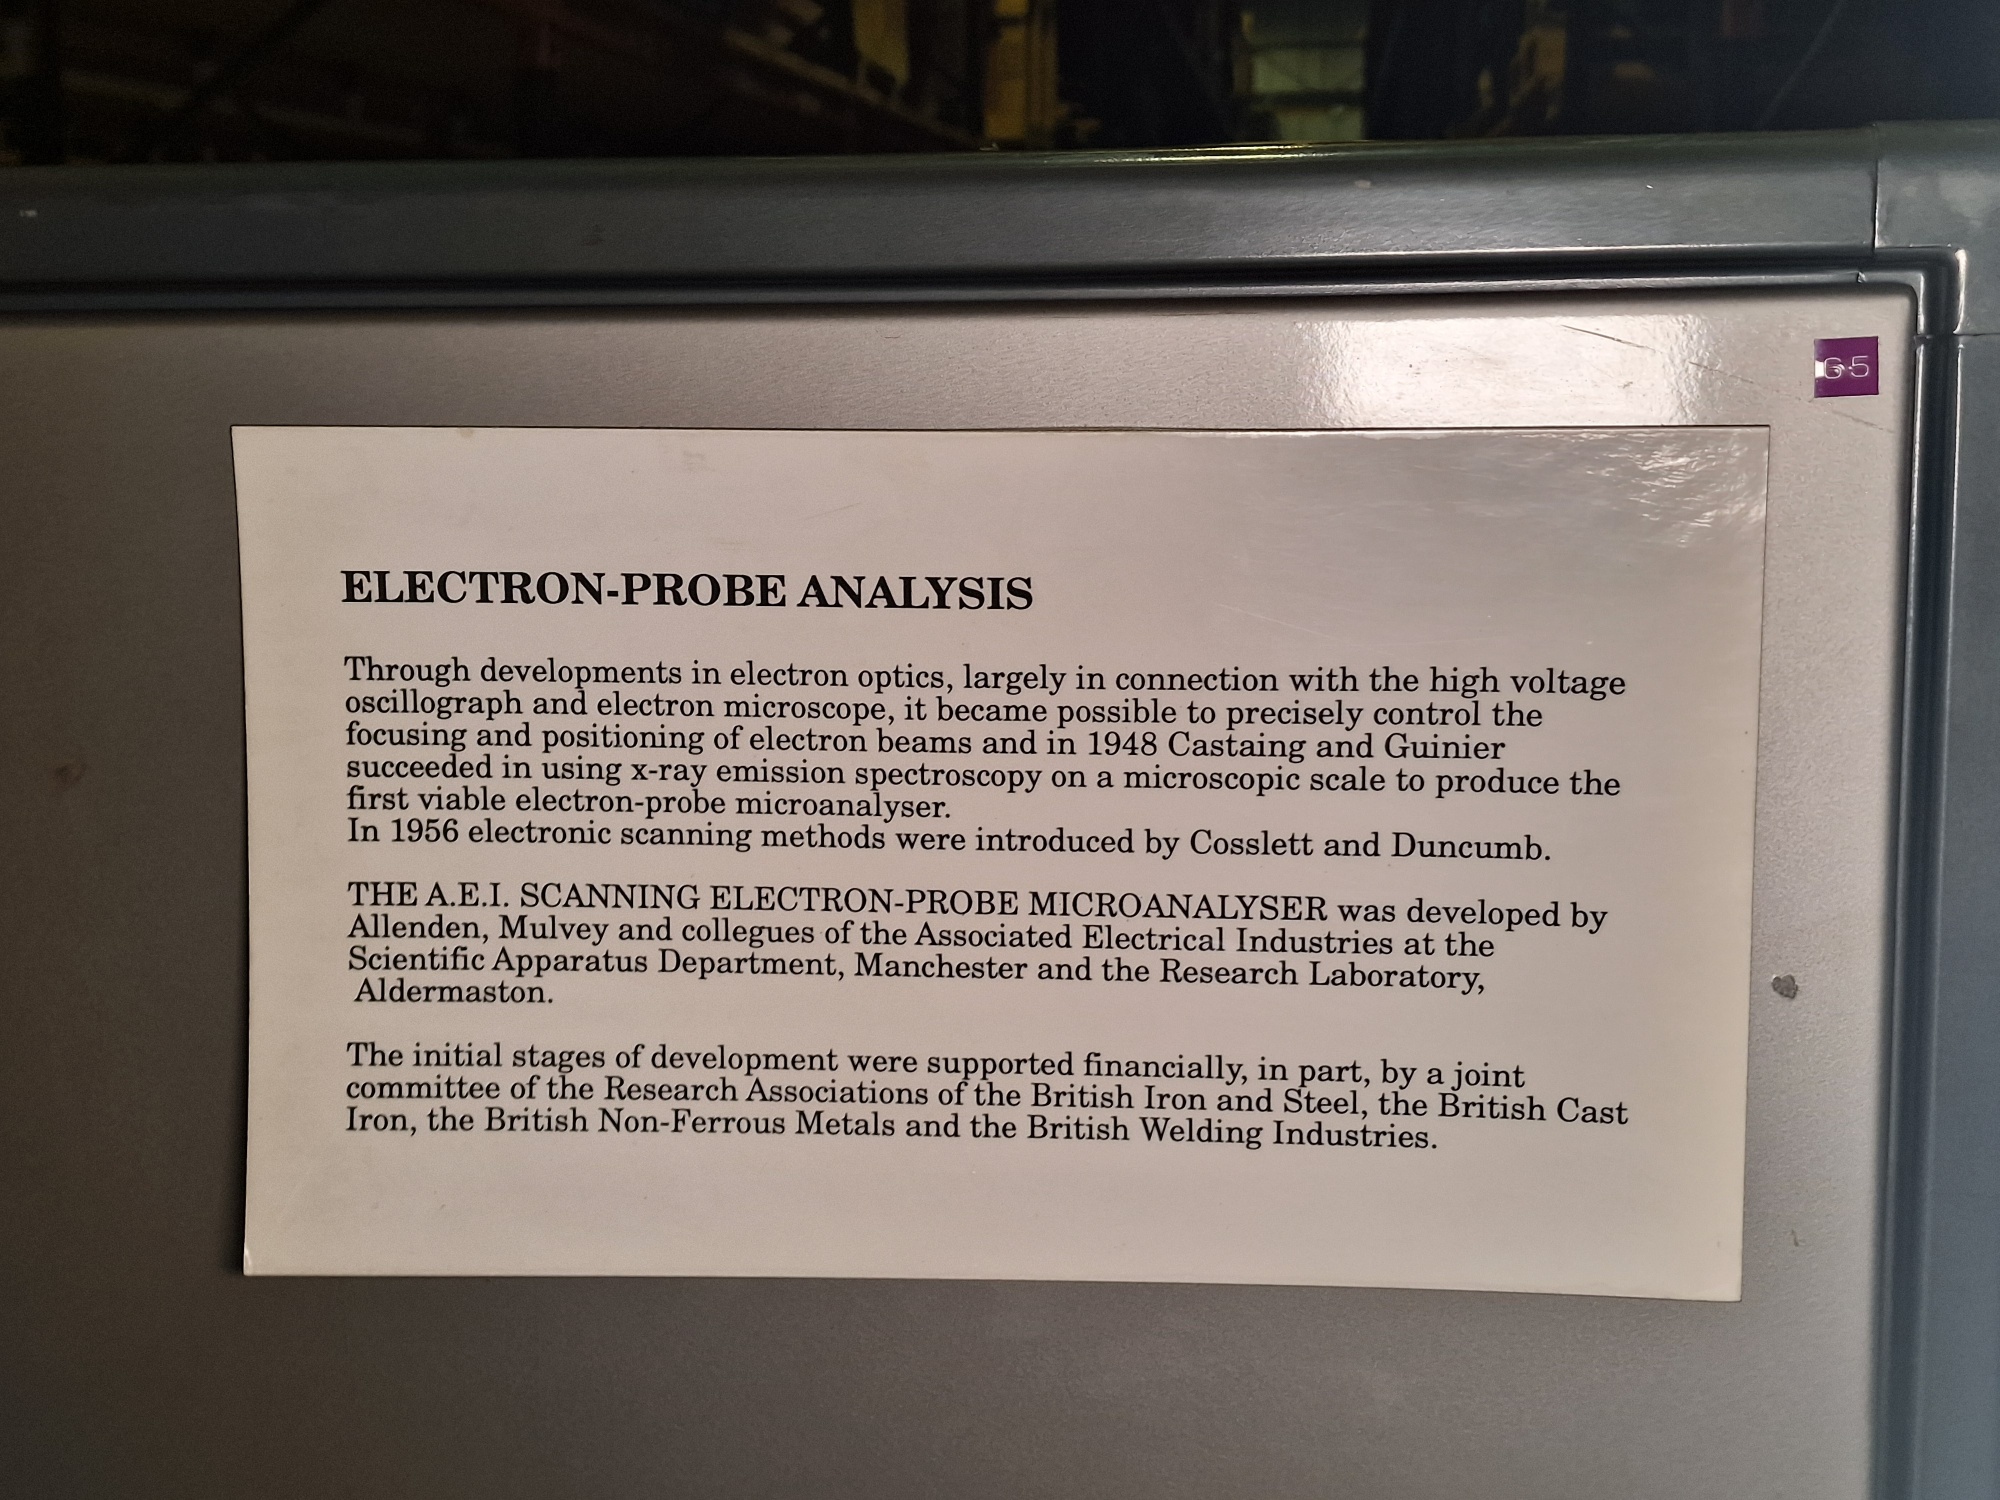 G·5
ELECTRON-PROBE ANALYSIS
Through developments in electron optics, largely in connection with the high voltage
oscillograph and electron microscope, it became possible to precisely control the
focusing and positioning of electron beams and in 1948 Castaing and Guinier
succeeded in using x-ray emission spectroscopy on a microscopic scale to produce the
first viable electron-probe microanalyser.
In 1956 electronic scanning methods were introduced by Cosslett and Duncumb.
THE A.E.I. SCANNING ELECTRON-PROBE MICROANALYSER was developed by
Allenden, Mulvey and collegues of the Associated Electrical Industries at the
Scientific Apparatus Department, Manchester and the Research Laboratory,
Aldermaston.
The initial stages of development were supported financially, in part, by a joint
committee of the Research Associations of the British Iron and Steel, the British Cast
Iron, the British Non-Ferrous Metals and the British Welding Industries.